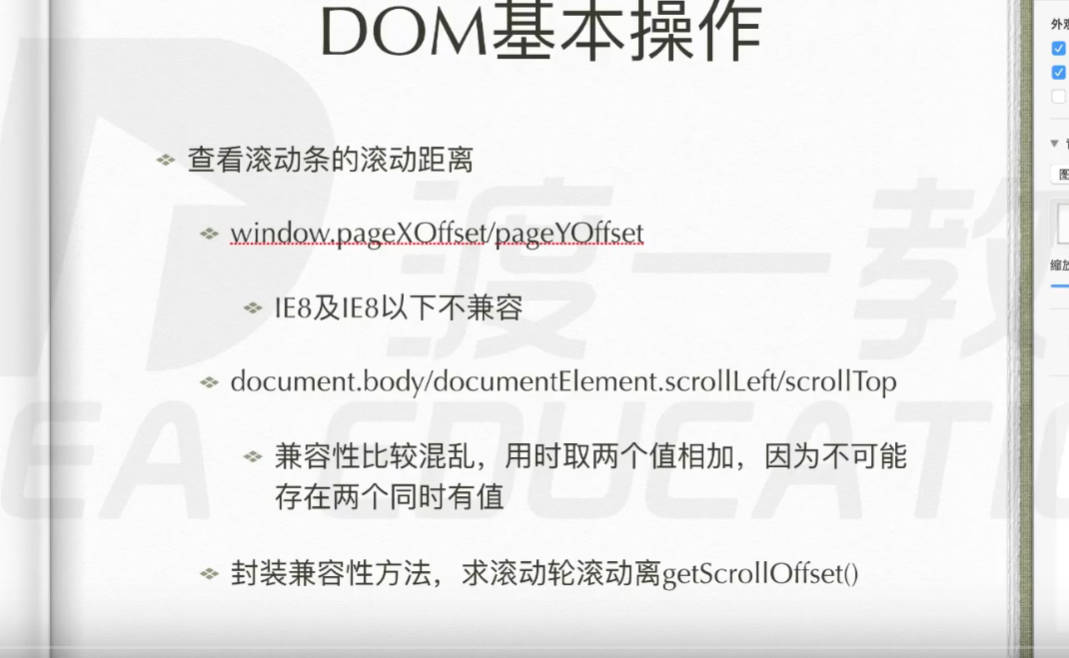 DOM基本操作
外观
查看滚动条的滚动距离
window.pageXOffset/pageYOffset
图
缩放
IE8及IE8以下不兼容
渡一教
document.body/documentElement.scrollLeft/scrollTop
EDUCATIO
兼容性比较混乱，用时取两个值相加，因为不可能
存在两个同时有值
封装兼容性方法，求滚动轮滚动离getScrollOffset()